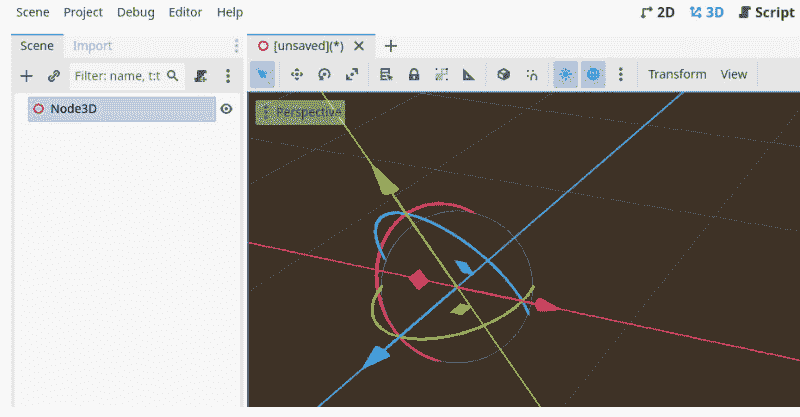 Scene Project Debug Editor Help 2D 3D Script
Scene Import [unsaved](*)
Filter: name, t:t Transform View
Node3D
Perspective